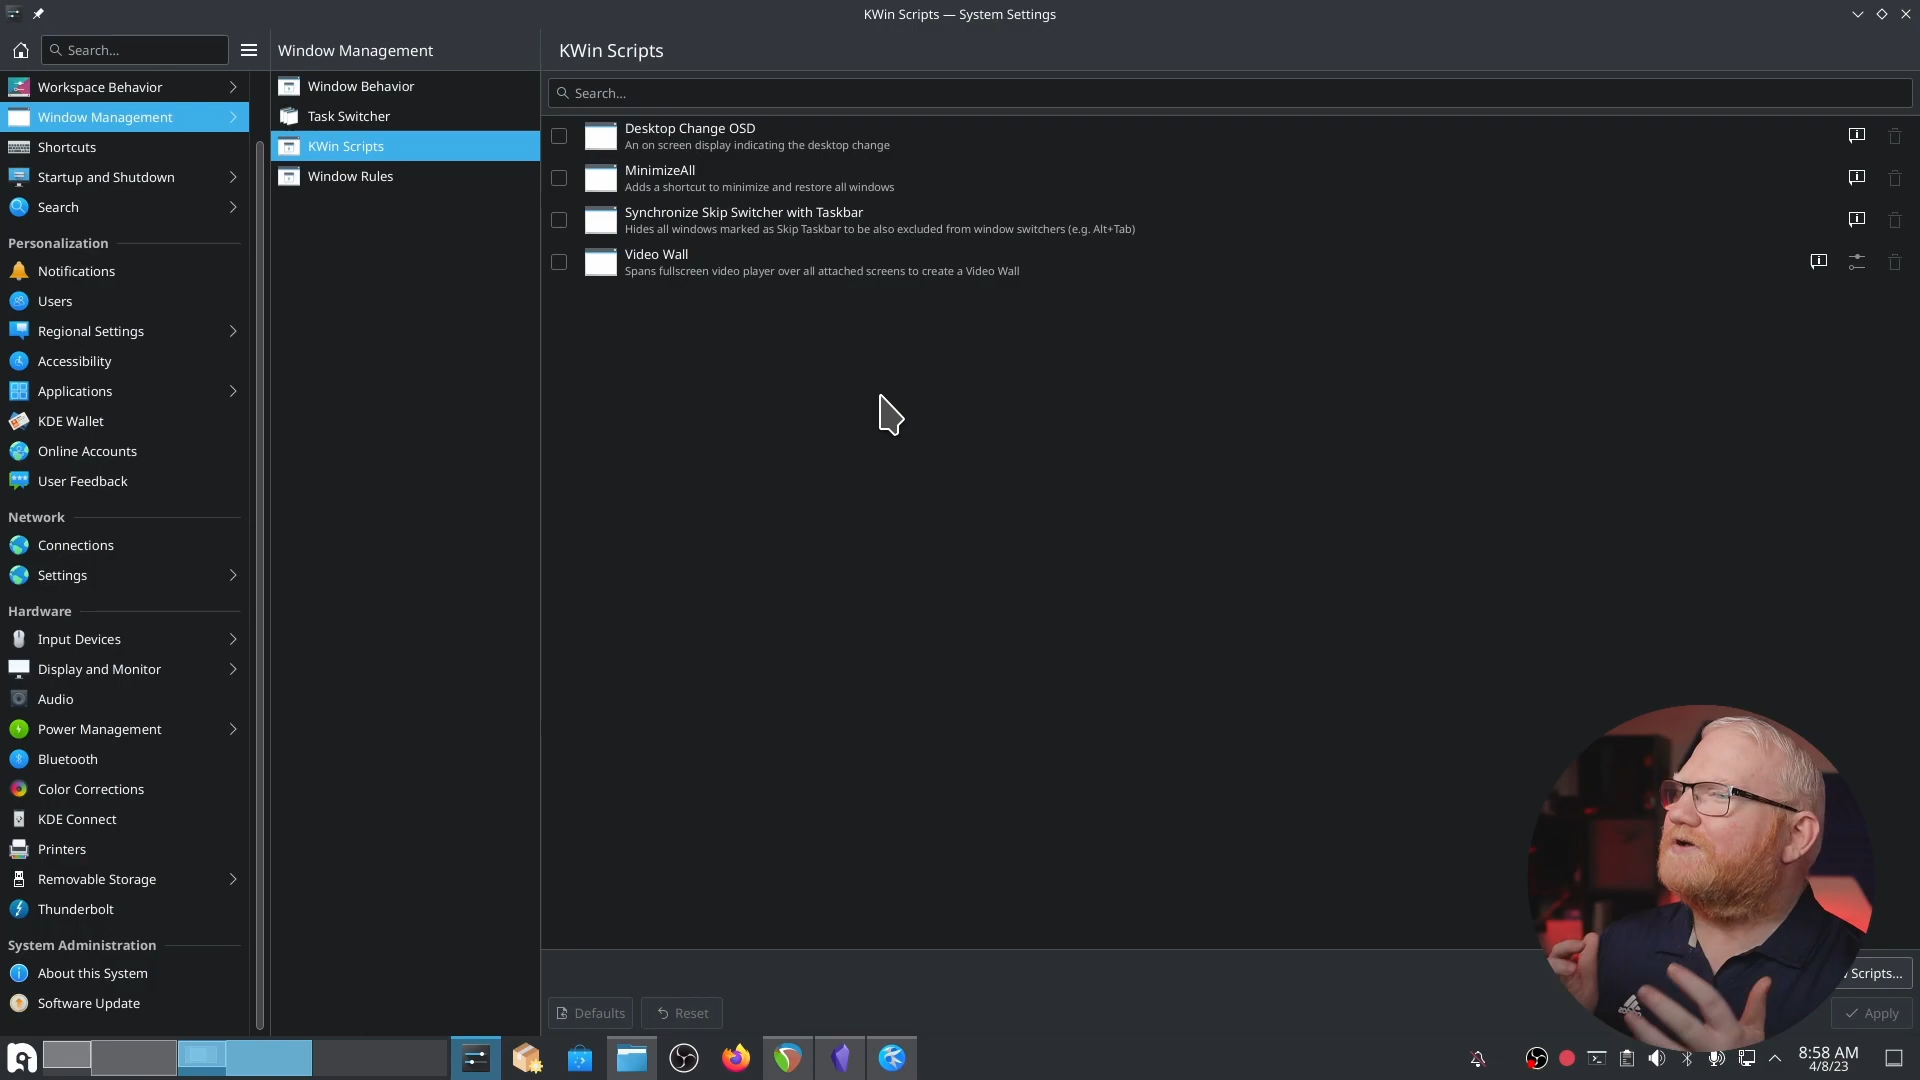 KWin Scripts — System Settings
Search...
Window Management
KWin Scripts
Workspace Behavior
Window Management
Shortcuts
Startup and Shutdown
Search
Personalization
Notifications
Users
Regional Settings
Accessibility
Applications
KDE Wallet
Online Accounts
User Feedback
Network
Connections
Settings
Hardware
Input Devices
Display and Monitor
Audio
Power Management
Bluetooth
Color Corrections
KDE Connect
Printers
Removable Storage
Thunderbolt
System Administration
About this System
Software Update
Window Behavior
Task Switcher
KWin Scripts
Window Rules
Search...
Desktop Change OSD
An on screen display indicating the desktop change
MinimizeAll
Adds a shortcut to minimize and restore all windows
Synchronize Skip Switcher with Taskbar
Hides all windows marked as Skip Taskbar to be also excluded from window switchers (e.g. Alt+Tab)
Video Wall
Spans fullscreen video player over all attached screens to create a Video Wall
Scripts...
Defaults
Reset
Apply
8:58 AM
4/8/23